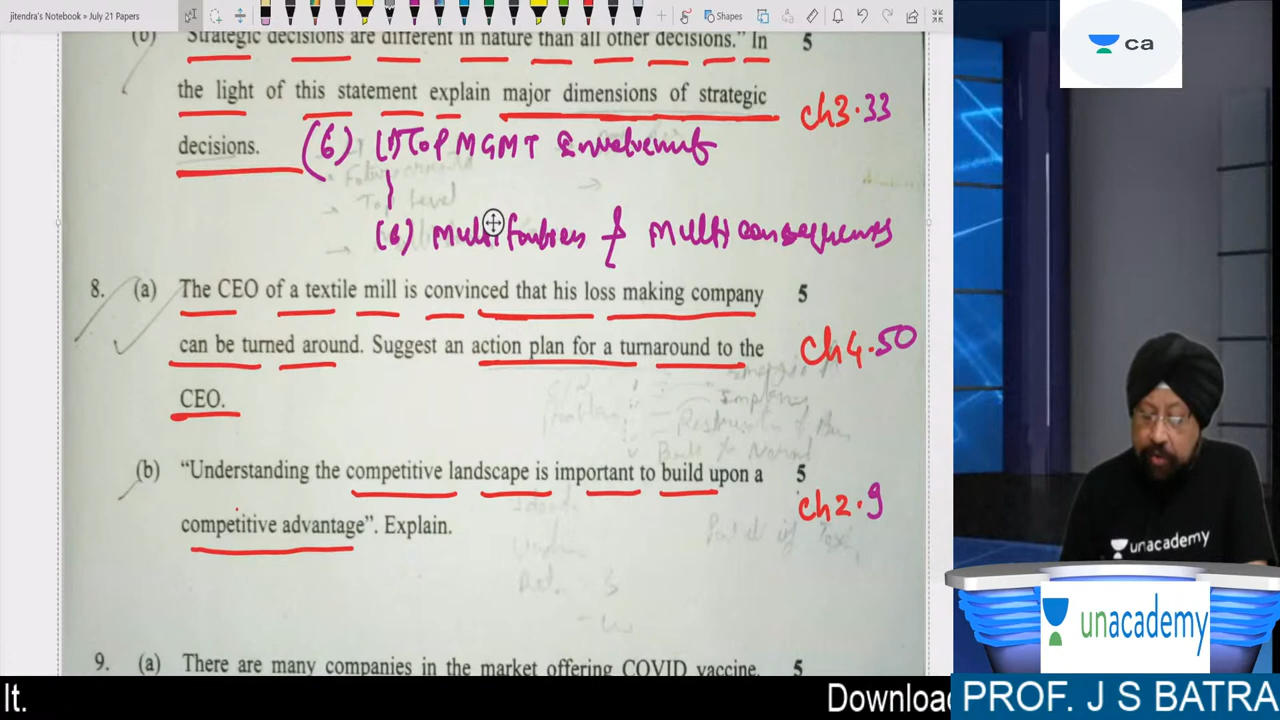 jitendra's Notebook » July 21 Papers
Shapes
(b) "Strategic decisions are different in nature than all other decisions." In 5
the light of this statement explain major dimensions of strategic
ch3.33
decisions. (6) (1) Top MGMT
Top Level
(6) & multi
8. (a) The CEO of a textile mill is convinced that his loss making company 5
can be turned around. Suggest an action plan for a turnaround to the
ch4.50
CEO.
(b) "Understanding the competitive landscape is important to build upon a 5
ch2.9
competitive advantage". Explain.
9. (a) There are many companies in the market offering COVID vaccine. 5
ca
unacademy
unacademy
It. Download PROF. J S BATRA